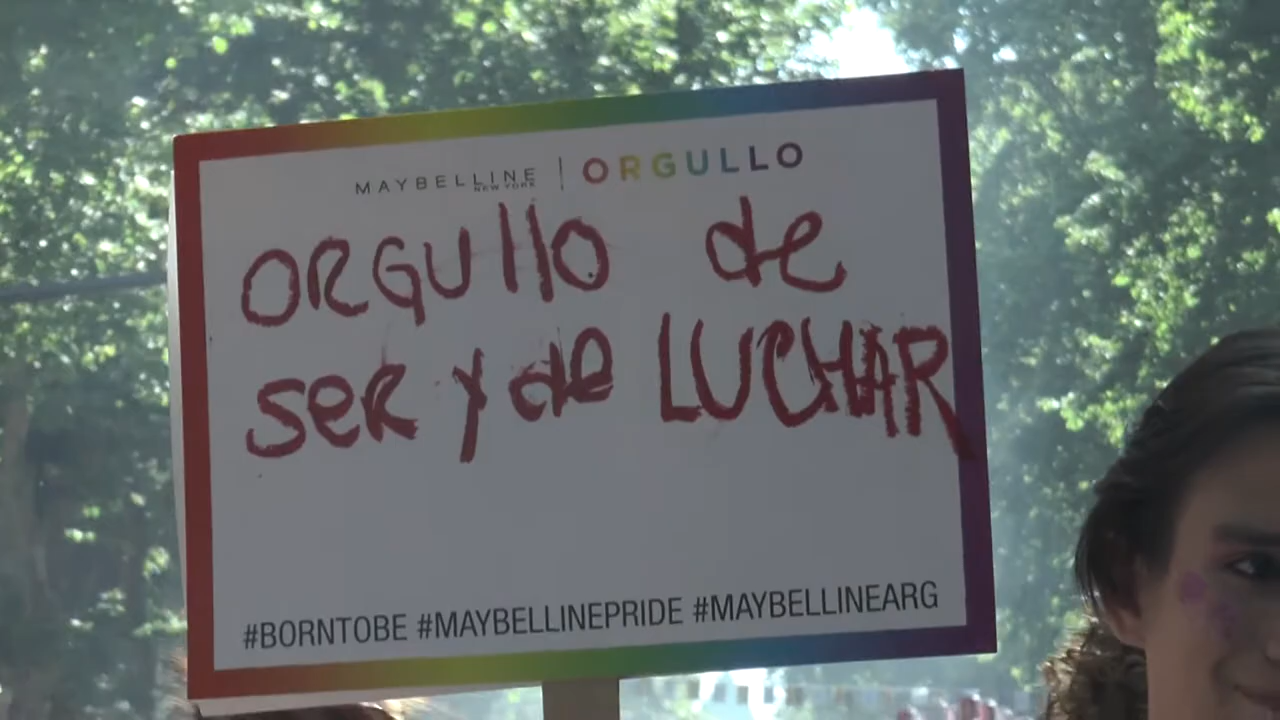 MAYBELLINE NEW YORK | ORGULLO
ORGullo de
SeR y de LUCHAR
#BORNTOBE #MAYBELLINEPRIDE #MAYBELLINEARG